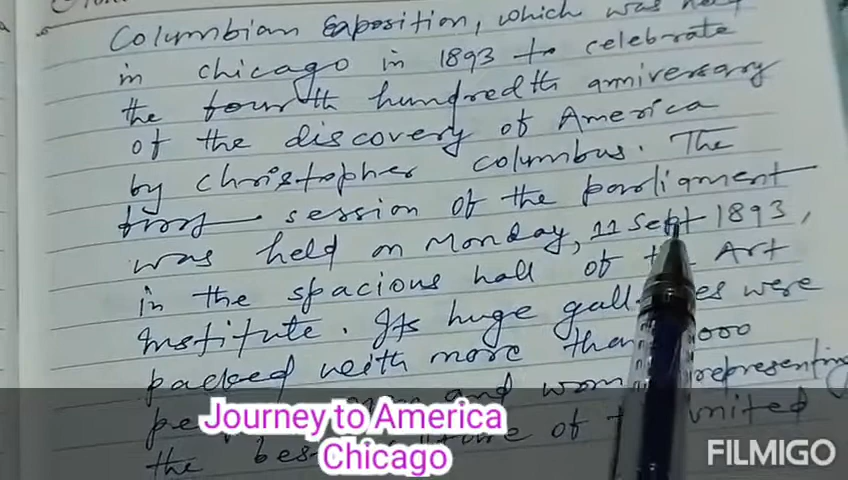 Columbian Exposition, which was held
in chicago in 1893 to celebrate
the fourth hundredth anniversary
of the discovery of America
by Christopher Columbus. The
first session of the parliament
was held on Monday, 11 Sept 1893,
in the spacious hall of the Art
Institute. Its huge galleries were
packed with more than 000
and women representing
the best of united
Journey to America
Chicago
FILMIGO